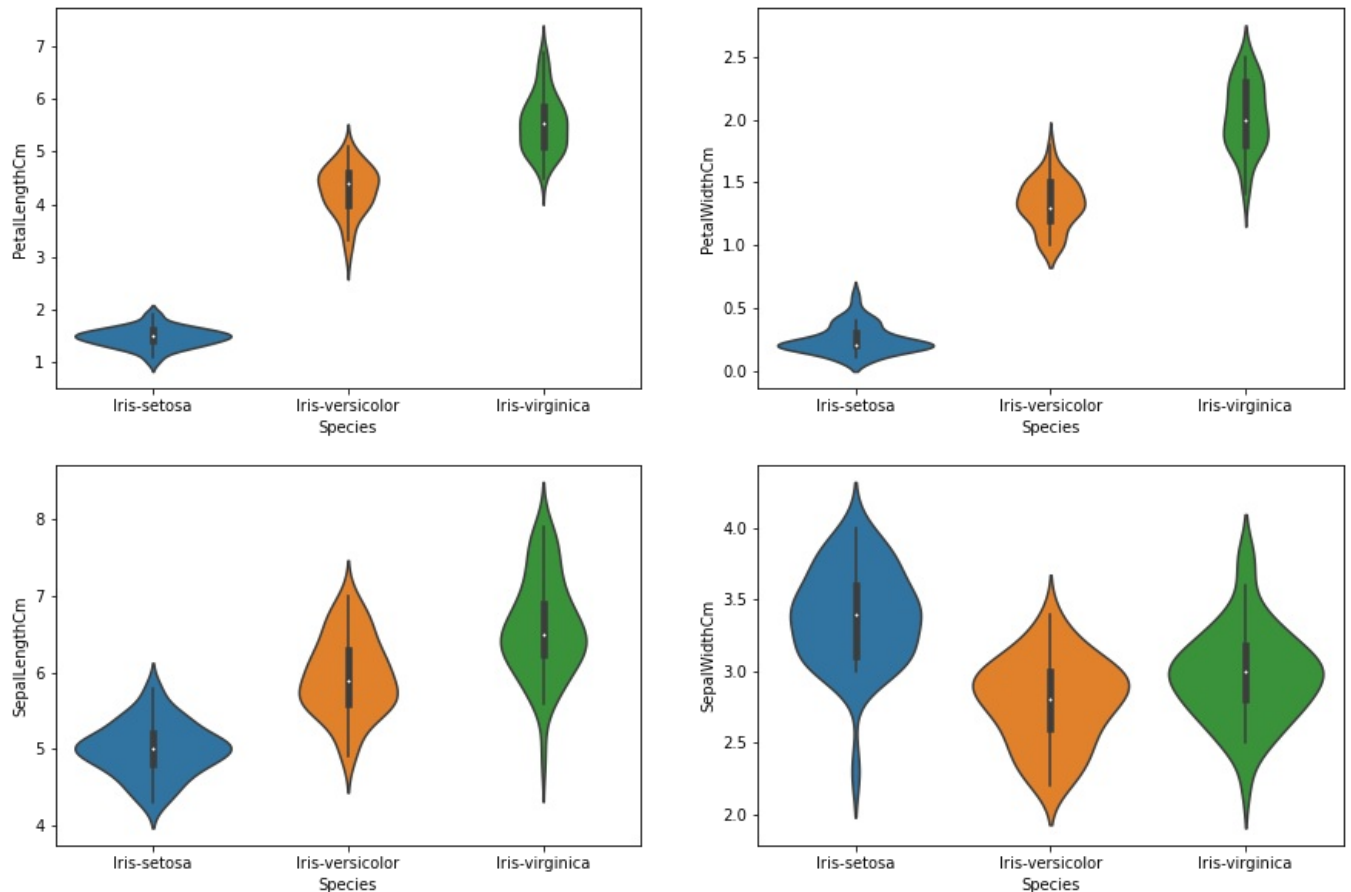 PetalLengthCm
7
6
5
4
3
2
1
Iris-setosa Iris-versicolor Iris-virginica
Species
PetalWidthCm
2.5
2.0
1.5
1.0
0.5
0.0
Iris-setosa Iris-versicolor Iris-virginica
Species
SepalLengthCm
8
7
6
5
4
Iris-setosa Iris-versicolor Iris-virginica
Species
SepalWidthCm
4.0
3.5
3.0
2.5
2.0
Iris-setosa Iris-versicolor Iris-virginica
Species